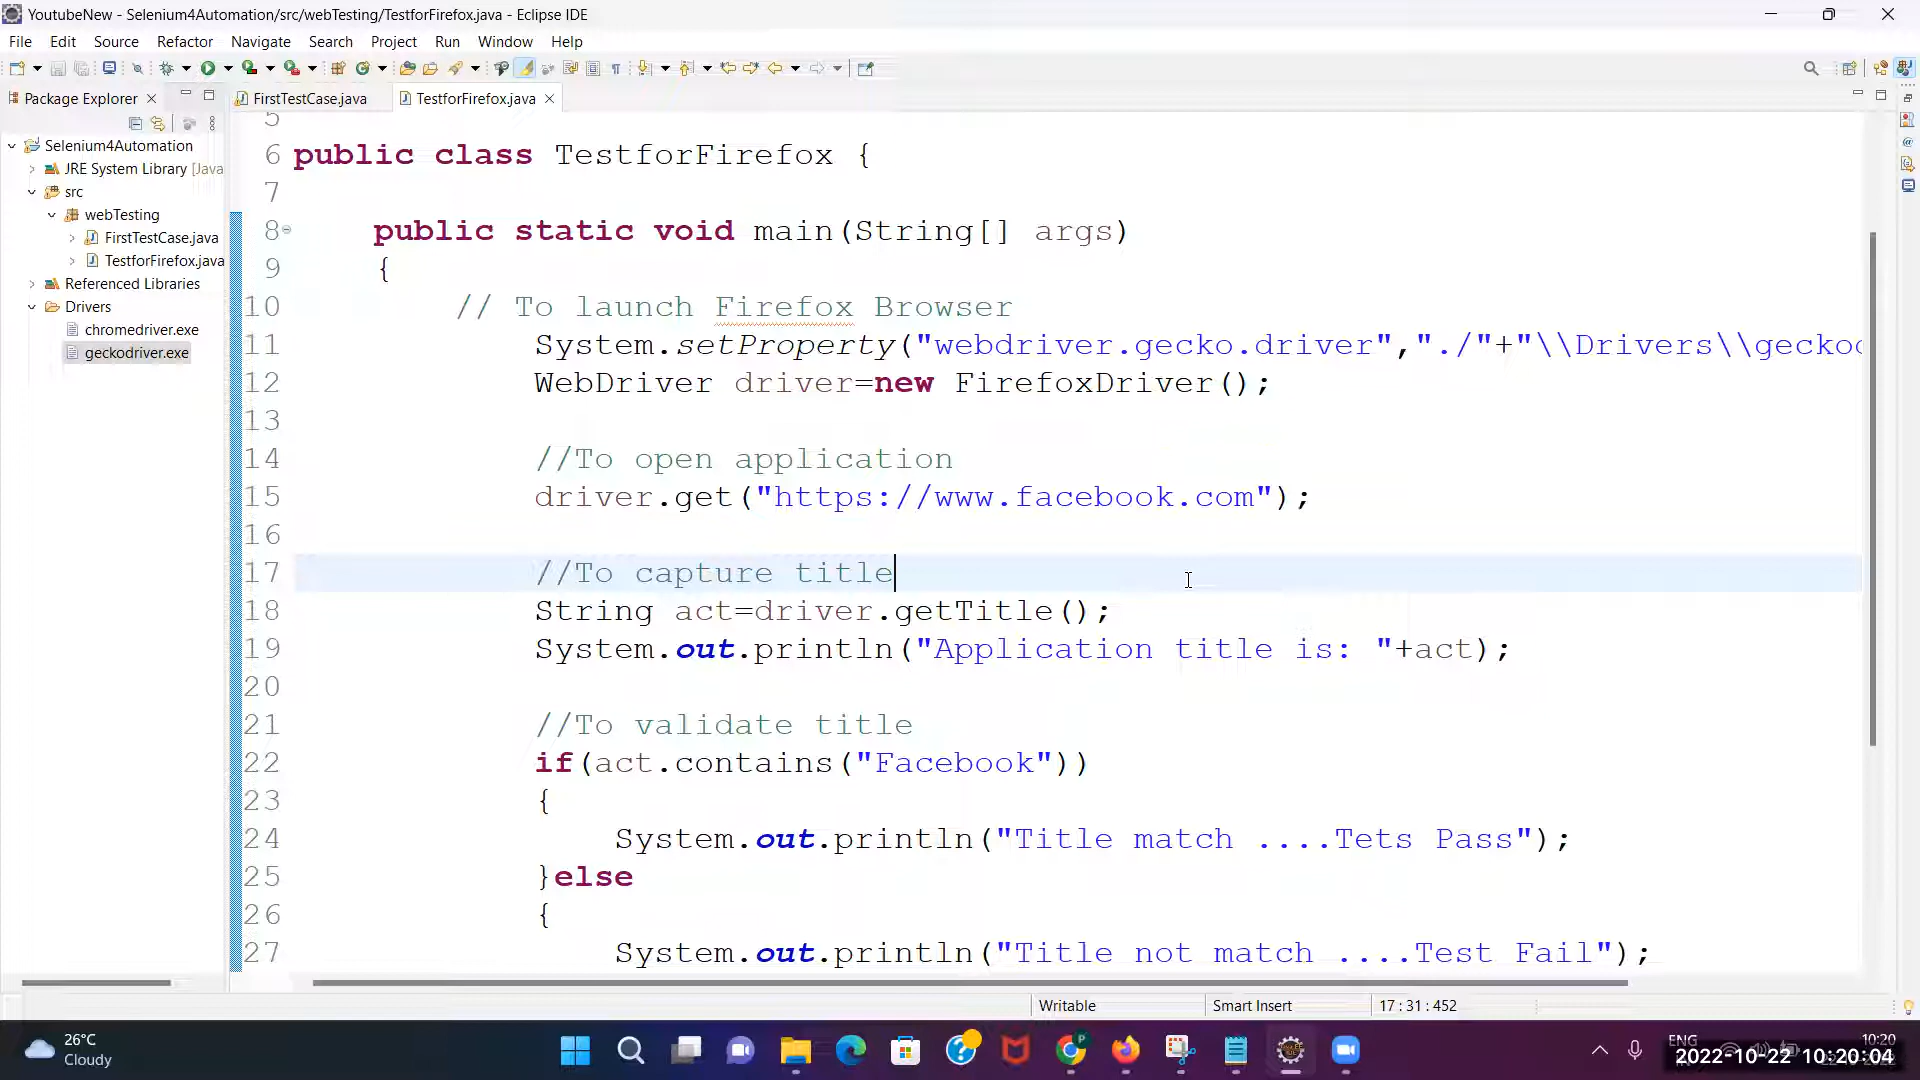 YoutubeNew - Selenium4Automation/src/webTesting/TestforFirefox.java - Eclipse IDE
File Edit Source Refactor Navigate Search Project Run Window Help
Package Explorer
FirstTestCase.java
TestforFirefox.java
Selenium4Automation
JRE System Library [Java
src
webTesting
FirstTestCase.java
TestforFirefox.java
Referenced Libraries
Drivers
chromedriver.exe
geckodriver.exe
5
6 public class TestforFirefox {
7
8 public static void main(String[] args)
9 {
10 // To launch Firefox Browser
11 System.setProperty("webdriver.gecko.driver","./"+"\\Drivers\\gecko
12 WebDriver driver=new FirefoxDriver();
13
14 //To open application
15 driver.get("https://www.facebook.com");
16
17 //To capture title
18 String act=driver.getTitle();
19 System.out.println("Application title is: "+act);
20
21 //To validate title
22 if(act.contains("Facebook"))
23 {
24 System.out.println("Title match ....Tets Pass");
25 }else
26 {
27 System.out.println("Title not match ....Test Fail");
Writable
Smart Insert
17 : 31 : 452
26°C
Cloudy
ENG
10:20
2022-10-22 10:20:04